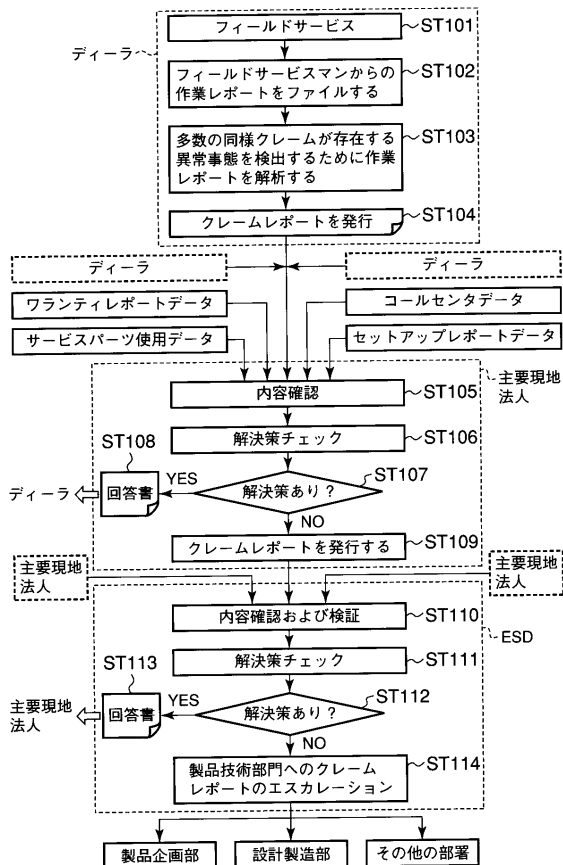 フィールドサービス
ST101
ディーラ
フィールドサービスマンからの
作業レポートをファイルする
ST102
多数の同様クレームが存在する
異常事態を検出するために作業
レポートを解析する
ST103
クレームレポートを発行
ST104
ディーラ
ディーラ
ワランティレポートデータ
コールセンタデータ
サービスパーツ使用データ
セットアップレポートデータ
主要現地
法人
内容確認
ST105
解決策チェック
ST106
ST108
ST107
ディーラ
回答書
YES
解決策あり？
NO
クレームレポートを発行する
ST109
主要現地
法人
主要現地
法人
内容確認および検証
ST110
ESD
解決策チェック
ST111
ST113
ST112
主要現地
法人
回答書
YES
解決策あり？
NO
製品技術部門へのクレーム
レポートのエスカレーション
ST114
製品企画部
設計製造部
その他の部署